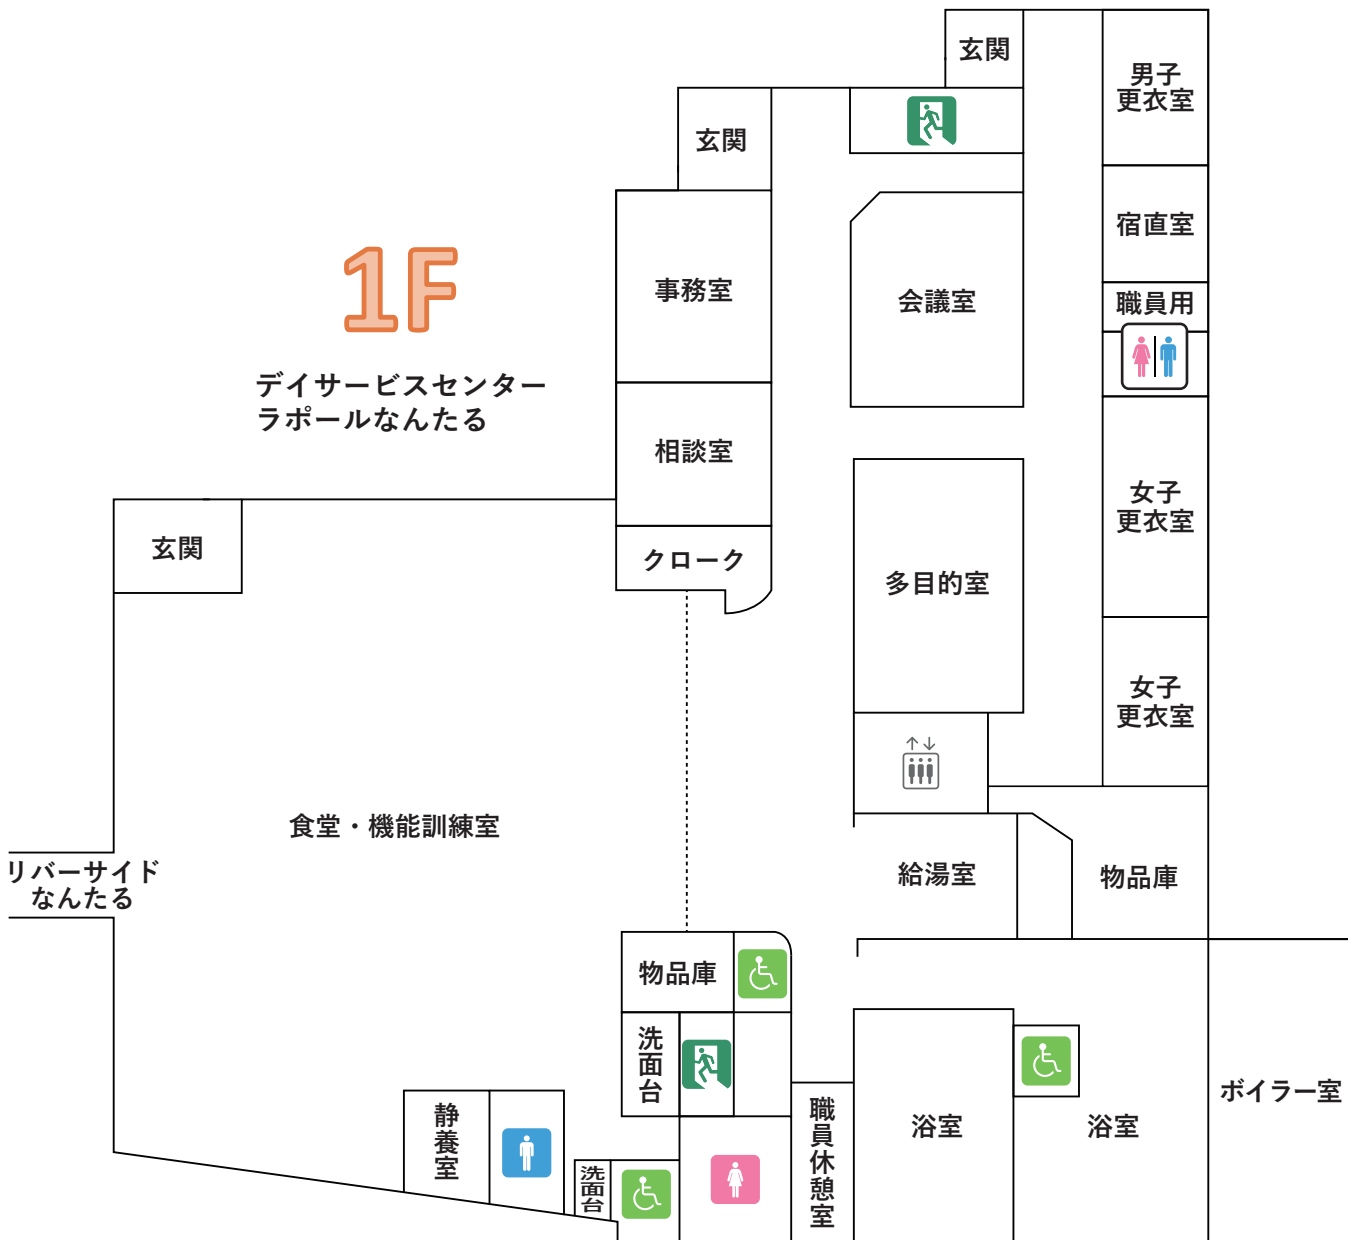 玄関
男子
更衣室
玄関
宿直室
1F
事務室
会議室
職員用
デイサービスセンター
ラポールなんたる
相談室
女子
更衣室
玄関
クローク
多目的室
女子
更衣室
食堂・機能訓練室
リバーサイド
なんたる
給湯室
物品庫
物品庫
洗面台
ボイラー室
静養室
職員休憩室
浴室
浴室
洗面台